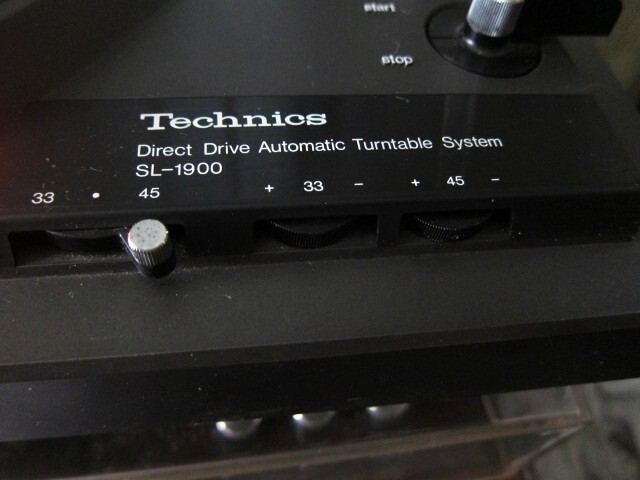 start
stop
Technics
Direct Drive Automatic Turntable System
SL-1900
33 • 45 + 33 − + 45 −